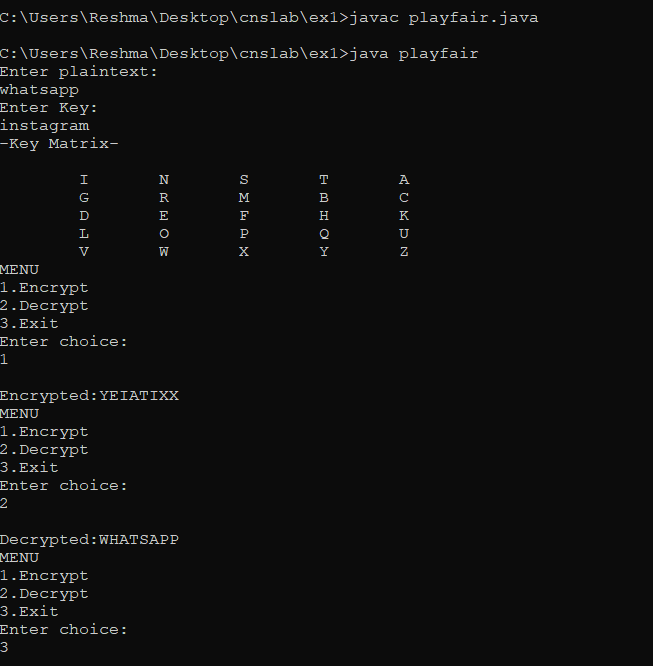 C:\Users\Reshma\Desktop\cnslab\ex1>javac playfair.java
C:\Users\Reshma\Desktop\cnslab\ex1>java playfair
Enter plaintext:
whatsapp
Enter Key:
instagram
-Key Matrix-
I N S T A
G R M B C
D E F H K
L O P Q U
V W X Y Z
MENU
1.Encrypt
2.Decrypt
3.Exit
Enter choice:
1
Encrypted:YEIATIXX
MENU
1.Encrypt
2.Decrypt
3.Exit
Enter choice:
2
Decrypted:WHATSAPP
MENU
1.Encrypt
2.Decrypt
3.Exit
Enter choice:
3